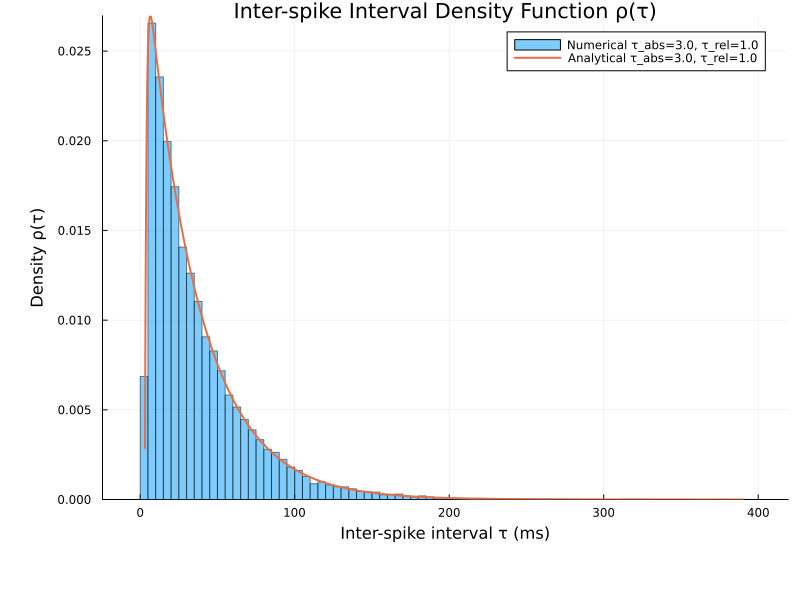 Inter-spike Interval Density Function ρ(τ)
Numerical τ_abs=3.0, τ_rel=1.0
Analytical τ_abs=3.0, τ_rel=1.0
Density ρ(τ)
0.025
0.020
0.015
0.010
0.005
0.000
0
100
200
300
400
Inter-spike interval τ (ms)